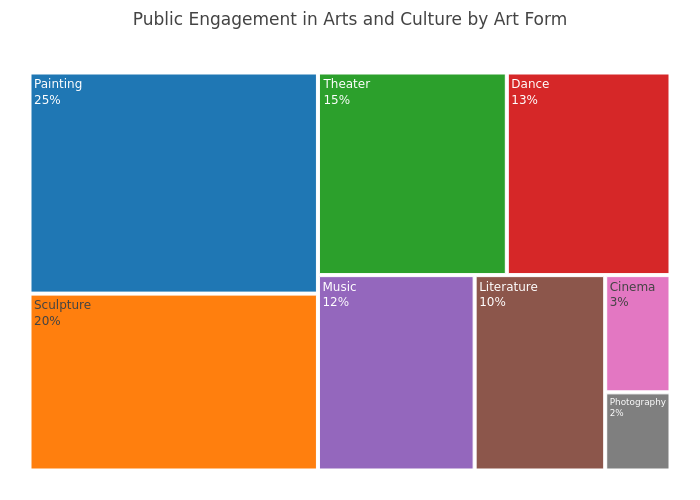 Public Engagement in Arts and Culture by Art Form
Painting
25%
Theater
15%
Dance
13%
Sculpture
20%
Music
12%
Literature
10%
Cinema
3%
Photography
2%